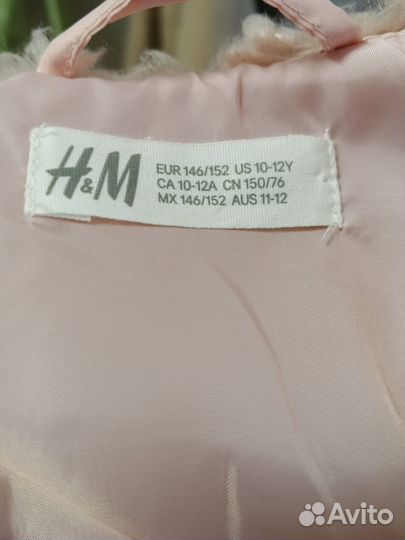 H&M
EUR 146/152 US 10-12Y
CA 10-12A CN 150/76
MX 146/152 AUS 11-12
Avito